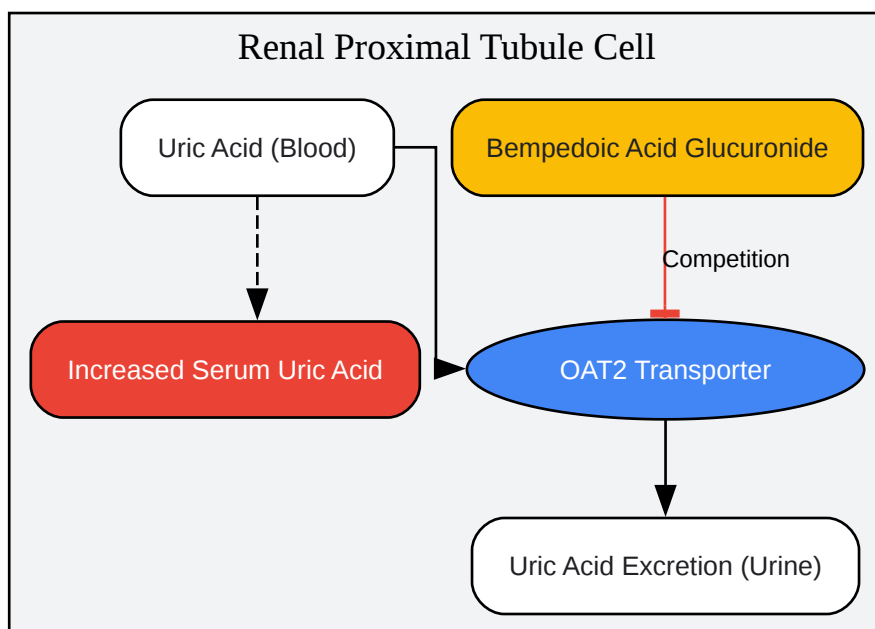 Renal Proximal Tubule Cell
Uric Acid (Blood)
Bempedoic Acid Glucuronide
Competition
Increased Serum Uric Acid
OAT2 Transporter
Uric Acid Excretion (Urine)